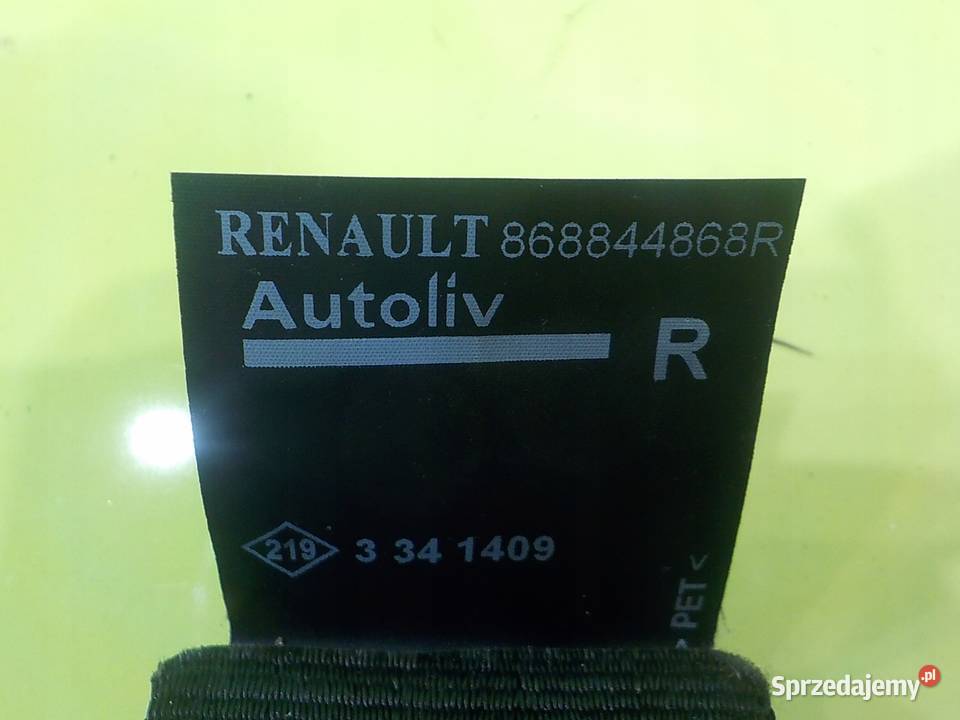 RENAULT 868844868R
Autoliv
R
219 3 34 1409
>PET<
Sprzedajemy.pl